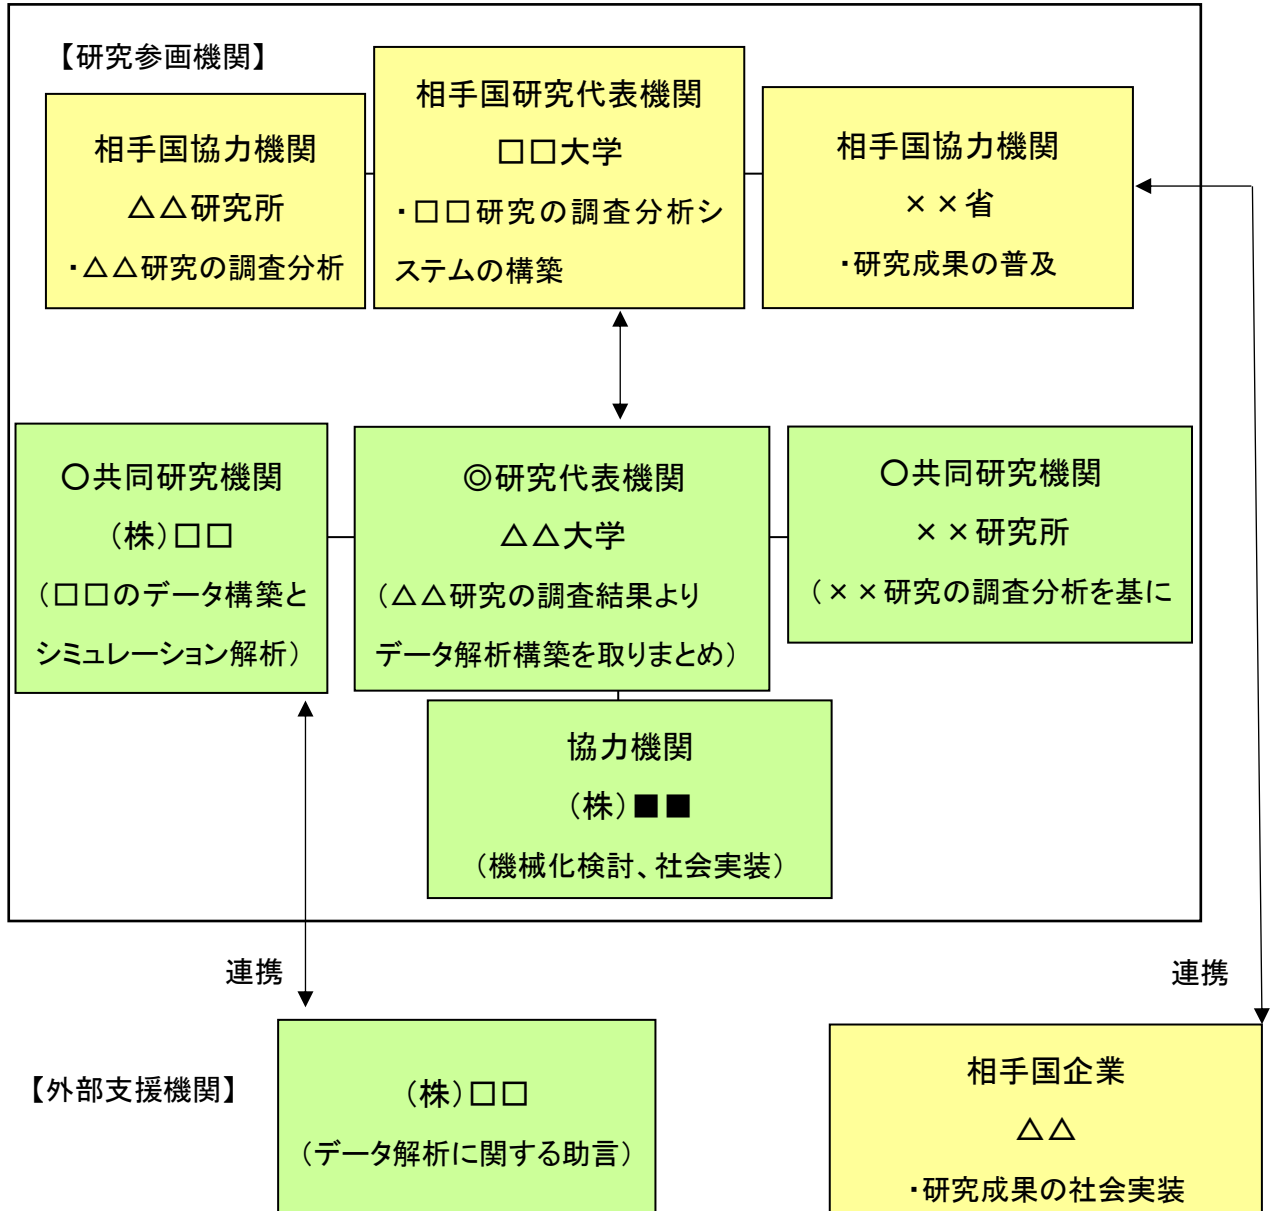 【研究参画機関】
相手国協力機関
△△研究所
・△△研究の調査分析
相手国研究代表機関
□□大学
・□□研究の調査分析シ
ステムの構築
相手国協力機関
××省
・研究成果の普及
○共同研究機関
（株）□□
（□□のデータ構築と
シミュレーション解析）
◎研究代表機関
△△大学
（△△研究の調査結果より
データ解析構築を取りまとめ）
○共同研究機関
××研究所
（××研究の調査分析を基に
協力機関
（株）■■
（機械化検討、社会実装）
連携
連携
【外部支援機関】
（株）□□
（データ解析に関する助言）
相手国企業
△△
・研究成果の社会実装